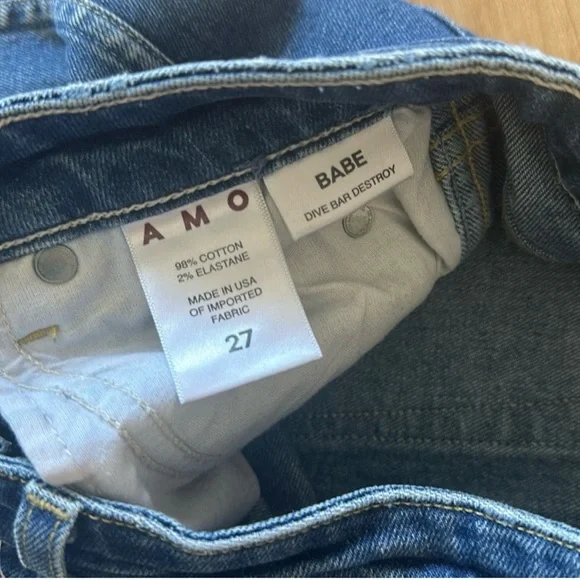 AMO
98% COTTON
2% ELASTANE
MADE IN USA
OF IMPORTED
FABRIC
27
BABE
DIVE BAR DESTROY